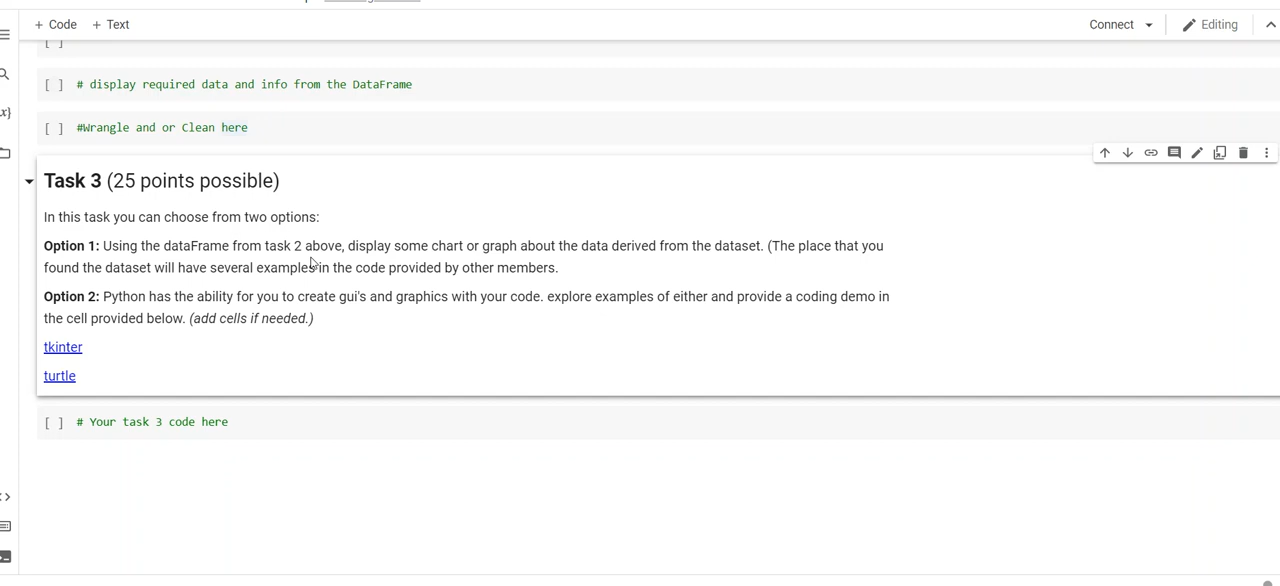 + Code + Text
Connect
Editing
[ ]
[ ] # display required data and info from the DataFrame
[ ] #Wrangle and or Clean here
Task 3 (25 points possible)
In this task you can choose from two options:
Option 1: Using the dataFrame from task 2 above, display some chart or graph about the data derived from the dataset. (The place that you
found the dataset will have several examples in the code provided by other members.
Option 2: Python has the ability for you to create gui's and graphics with your code. explore examples of either and provide a coding demo in
the cell provided below. (add cells if needed.)
tkinter
turtle
[ ] # Your task 3 code here